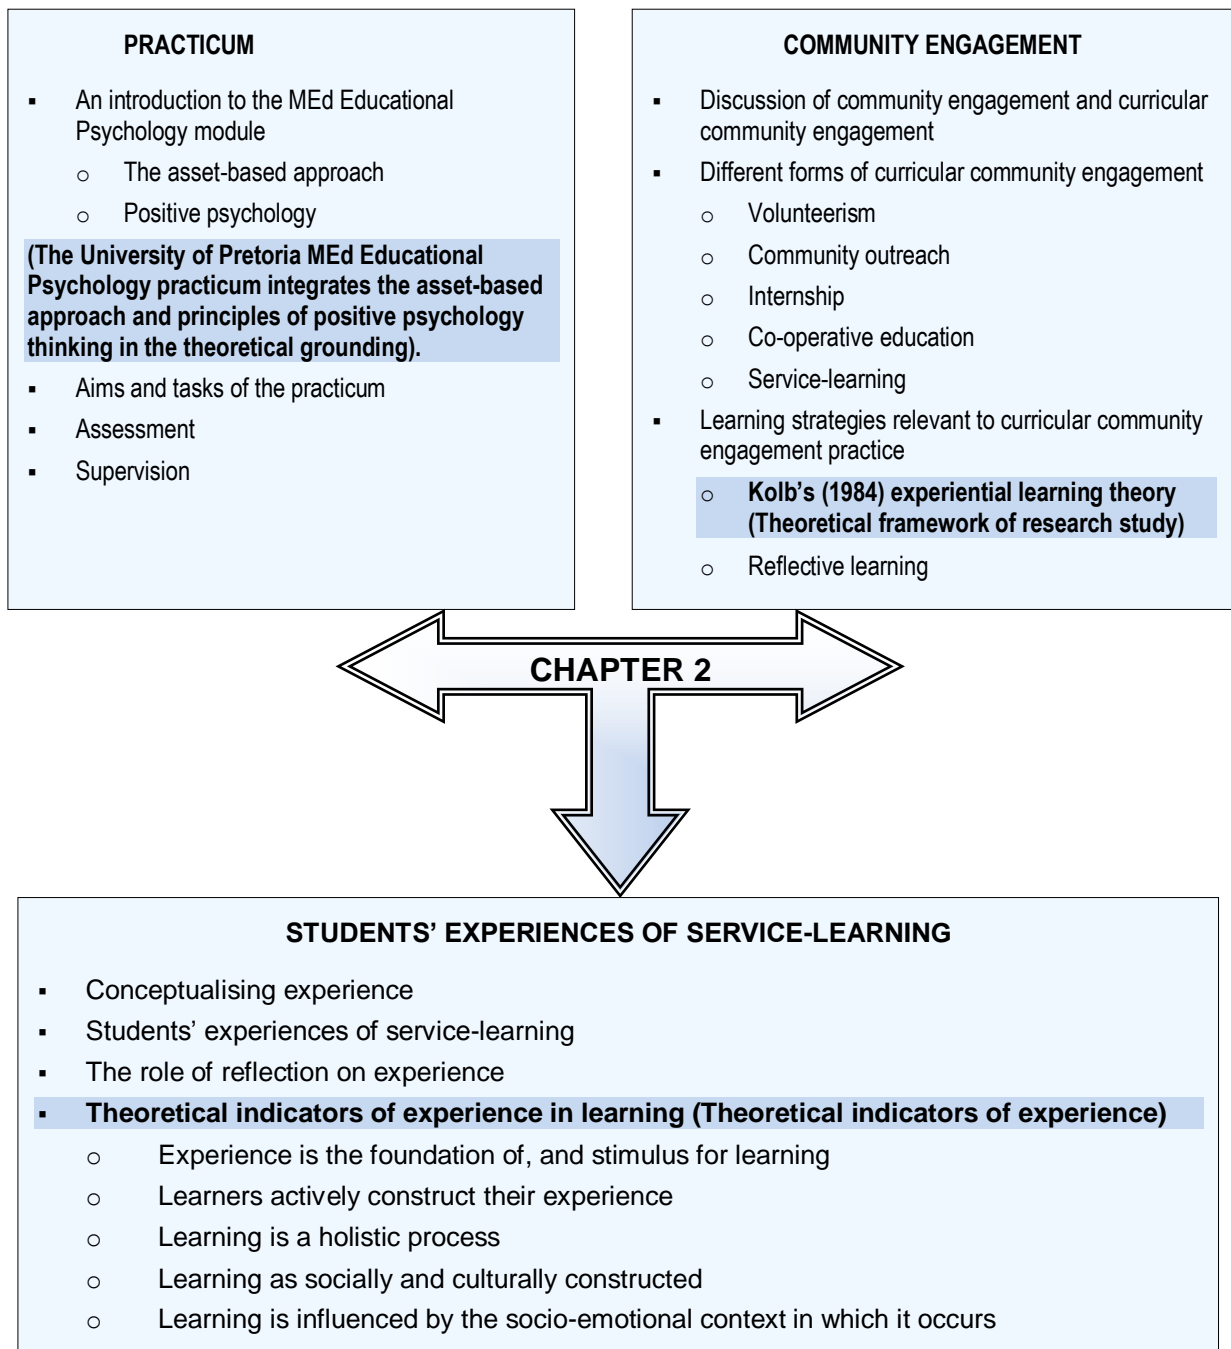 PRACTICUM
▪ An introduction to the MEd Educational
Psychology module
o The asset-based approach
o Positive psychology
(The University of Pretoria MEd Educational
Psychology practicum integrates the asset-based
approach and principles of positive psychology
thinking in the theoretical grounding).
▪ Aims and tasks of the practicum
▪ Assessment
▪ Supervision
COMMUNITY ENGAGEMENT
▪ Discussion of community engagement and curricular
community engagement
▪ Different forms of curricular community engagement
o Volunteerism
o Community outreach
o Internship
o Co-operative education
o Service-learning
▪ Learning strategies relevant to curricular community
engagement practice
o Kolb’s (1984) experiential learning theory
(Theoretical framework of research study)
o Reflective learning
CHAPTER 2
STUDENTS’ EXPERIENCES OF SERVICE-LEARNING
▪ Conceptualising experience
▪ Students’ experiences of service-learning
▪ The role of reflection on experience
▪ Theoretical indicators of experience in learning (Theoretical indicators of experience)
o Experience is the foundation of, and stimulus for learning
o Learners actively construct their experience
o Learning is a holistic process
o Learning as socially and culturally constructed
o Learning is influenced by the socio-emotional context in which it occurs